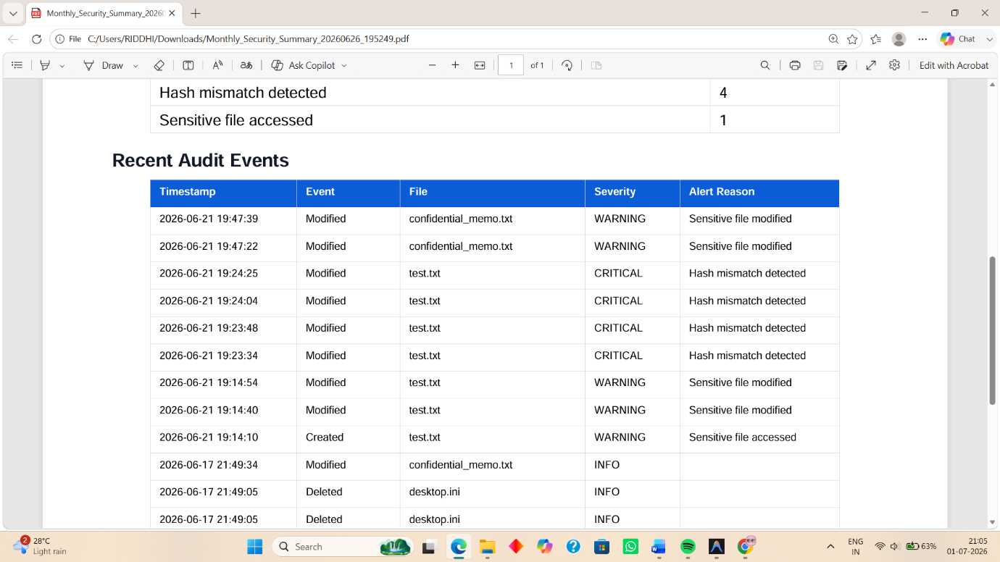 Monthly_Security_Summary_20260
File C:/Users/RIDDHI/Downloads/Monthly_Security_Summary_20260626_195249.pdf
Chat
Draw
Ask Copilot
1 of 1
Edit with Acrobat
Hash mismatch detected 4
Sensitive file accessed 1
Recent Audit Events
Timestamp Event File Severity Alert Reason
2026-06-21 19:47:39 Modified confidential_memo.txt WARNING Sensitive file modified
2026-06-21 19:47:22 Modified confidential_memo.txt WARNING Sensitive file modified
2026-06-21 19:24:25 Modified test.txt CRITICAL Hash mismatch detected
2026-06-21 19:24:04 Modified test.txt CRITICAL Hash mismatch detected
2026-06-21 19:23:48 Modified test.txt CRITICAL Hash mismatch detected
2026-06-21 19:23:34 Modified test.txt CRITICAL Hash mismatch detected
2026-06-21 19:14:54 Modified test.txt WARNING Sensitive file modified
2026-06-21 19:14:40 Modified test.txt WARNING Sensitive file modified
2026-06-21 19:14:10 Created test.txt WARNING Sensitive file accessed
2026-06-17 21:49:34 Modified confidential_memo.txt INFO
2026-06-17 21:49:05 Deleted desktop.ini INFO
2026-06-17 21:49:05 Deleted desktop.ini INFO
2
28°C
Light rain
Search
ENG
IN
63%
21:05
01-07-2026